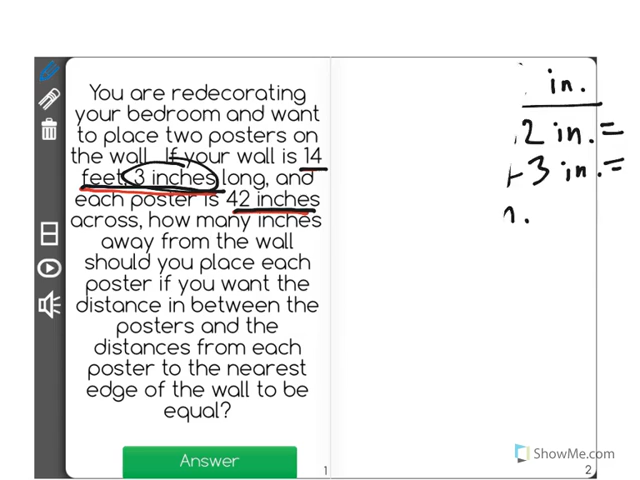 You are redecorating
your bedroom and want
to place two posters on
the wall. If your wall is 14
feet, 3 inches long, and
each poster is 42 inches
across, how many inches
away from the wall
should you place each
poster if you want the
distance in between the
posters and the
distances from each
poster to the nearest
edge of the wall to be
equal?
Answer
1
in.
2 in. =
+3 in. =
n.
ShowMe.com
2